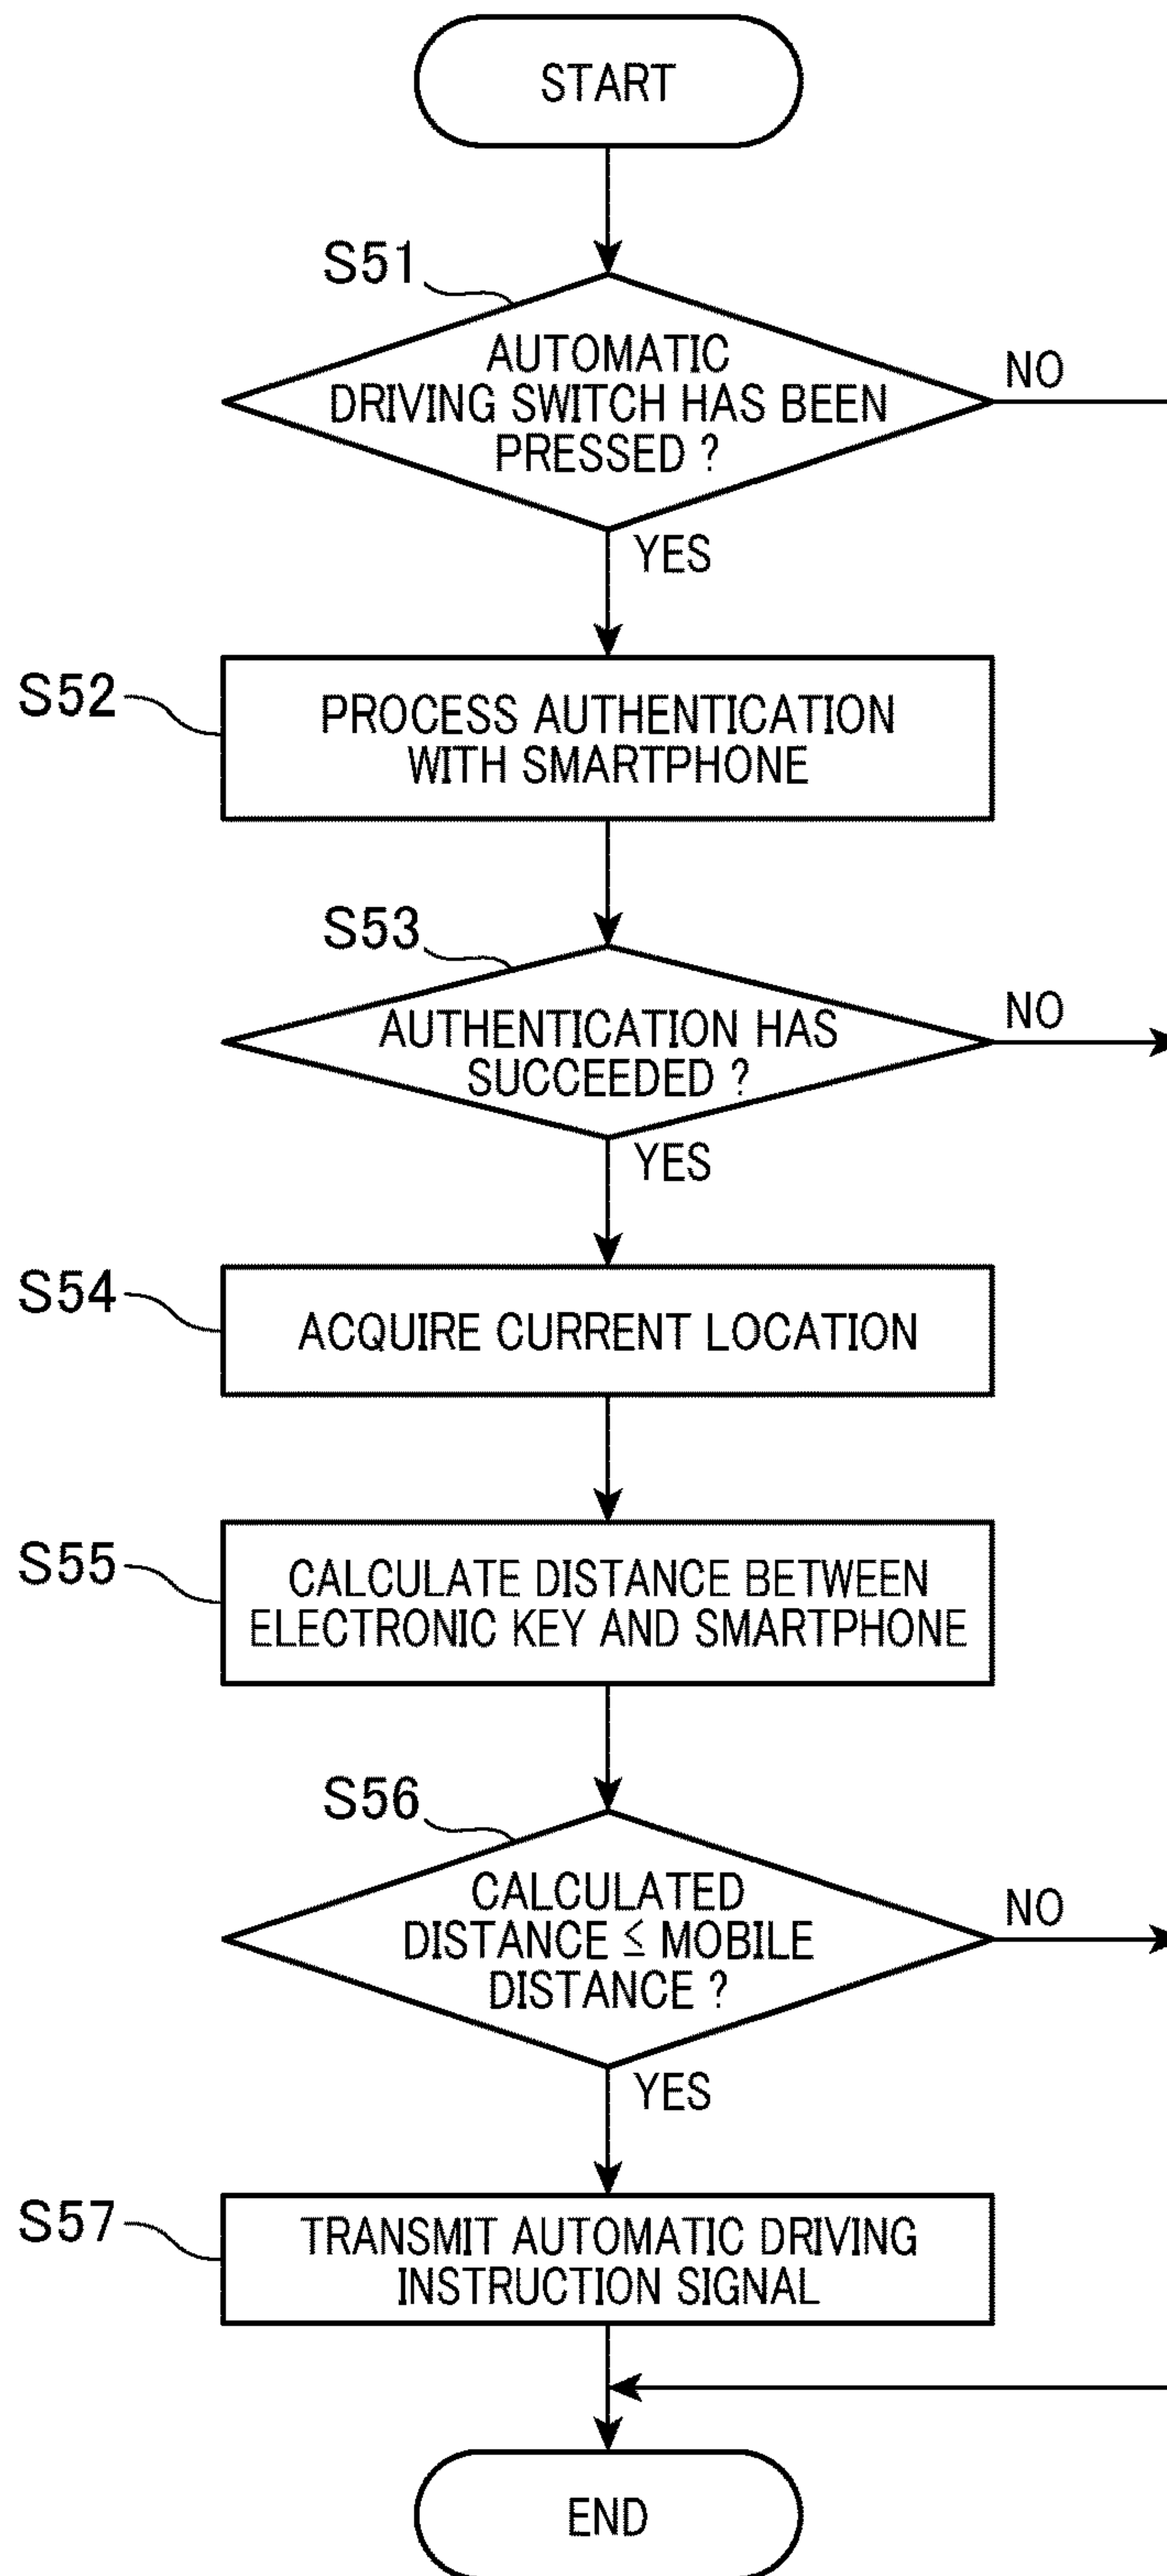 START
S51
AUTOMATIC
DRIVING SWITCH HAS BEEN
PRESSED ?
NO
YES
S52
PROCESS AUTHENTICATION
WITH SMARTPHONE
S53
AUTHENTICATION HAS
SUCCEEDED ?
NO
YES
S54
ACQUIRE CURRENT LOCATION
S55
CALCULATE DISTANCE BETWEEN
ELECTRONIC KEY AND SMARTPHONE
S56
CALCULATED
DISTANCE ≤ MOBILE
DISTANCE ?
NO
YES
S57
TRANSMIT AUTOMATIC DRIVING
INSTRUCTION SIGNAL
END